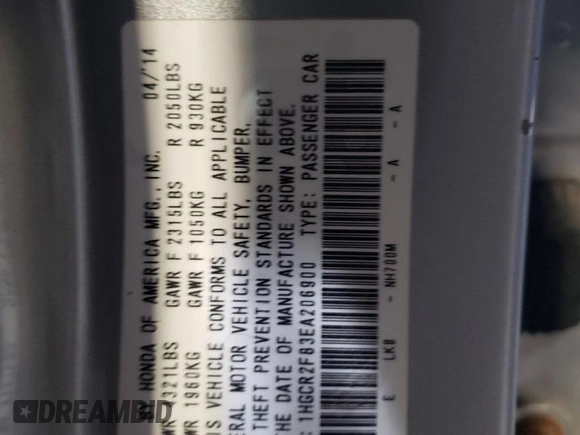 HONDA OF AMERICA MFG., INC. 04/'14
4321LBS GAWR F 2315LBS R 2050LBS
WR 1960KG GAWR F 1050KG R 930KG
IS VEHICLE CONFORMS TO ALL APPLICABLE
ERAL MOTOR VEHICLE SAFETY, BUMPER,
THEFT PREVENTION STANDARDS IN EFFECT
THE DATE OF MANUFACTURE SHOWN ABOVE.
1HGCR2F83EA206900 TYPE: PASSENGER CAR
E LKB - NH700M - A - A
DREAMBID